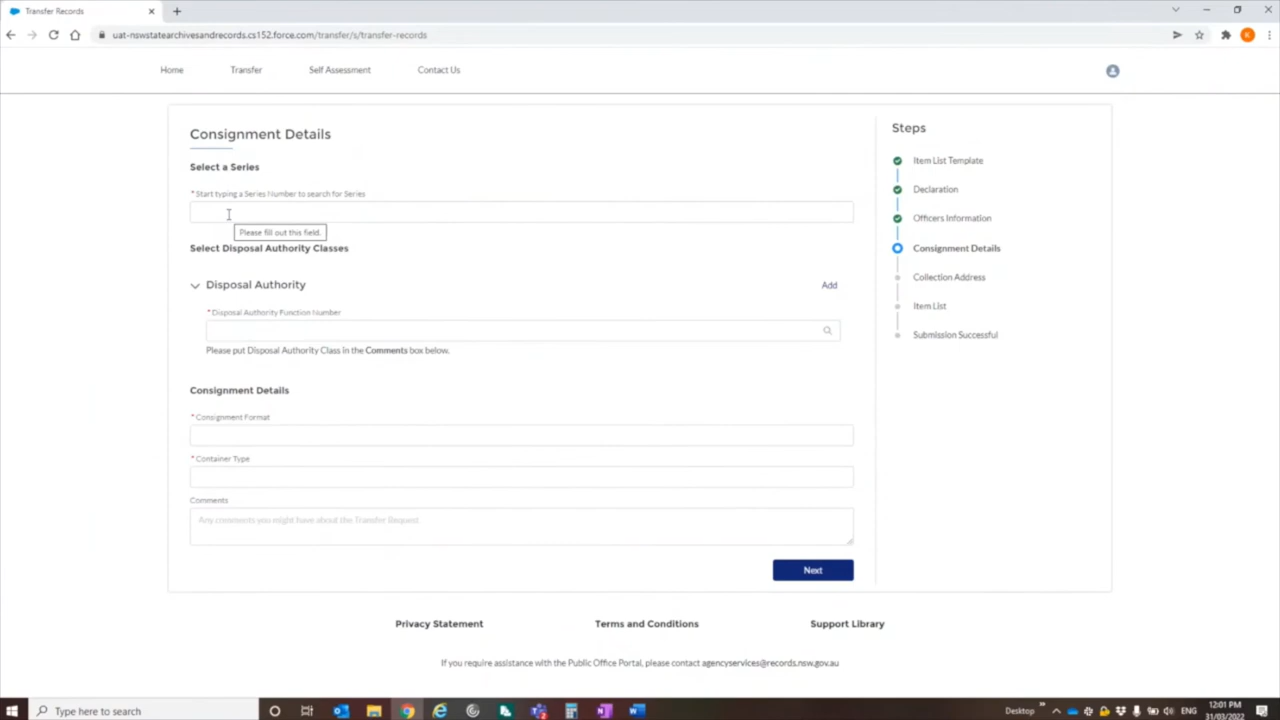 Transfer Records
uat-nswstatearchivesandrecords.cs152.force.com/transfer/s/transfer-records
K
Home
Transfer
Self Assessment
Contact Us
Consignment Details
Select a Series
* Start typing a Series Number to search for Series
Please fill out this field.
Select Disposal Authority Classes
Disposal Authority
Add
* Disposal Authority Function Number
Please put Disposal Authority Class in the Comments box below.
Consignment Details
* Consignment Format
* Container Type
Comments
Any comments you might have about the Transfer Request
Next
Steps
Item List Template
Declaration
Officers Information
Consignment Details
Collection Address
Item List
Submission Successful
Privacy Statement
Terms and Conditions
Support Library
If you require assistance with the Public Office Portal, please contact agencyservices@records.nsw.gov.au
Type here to search
Desktop
ENG
12:01 PM
31/03/2022